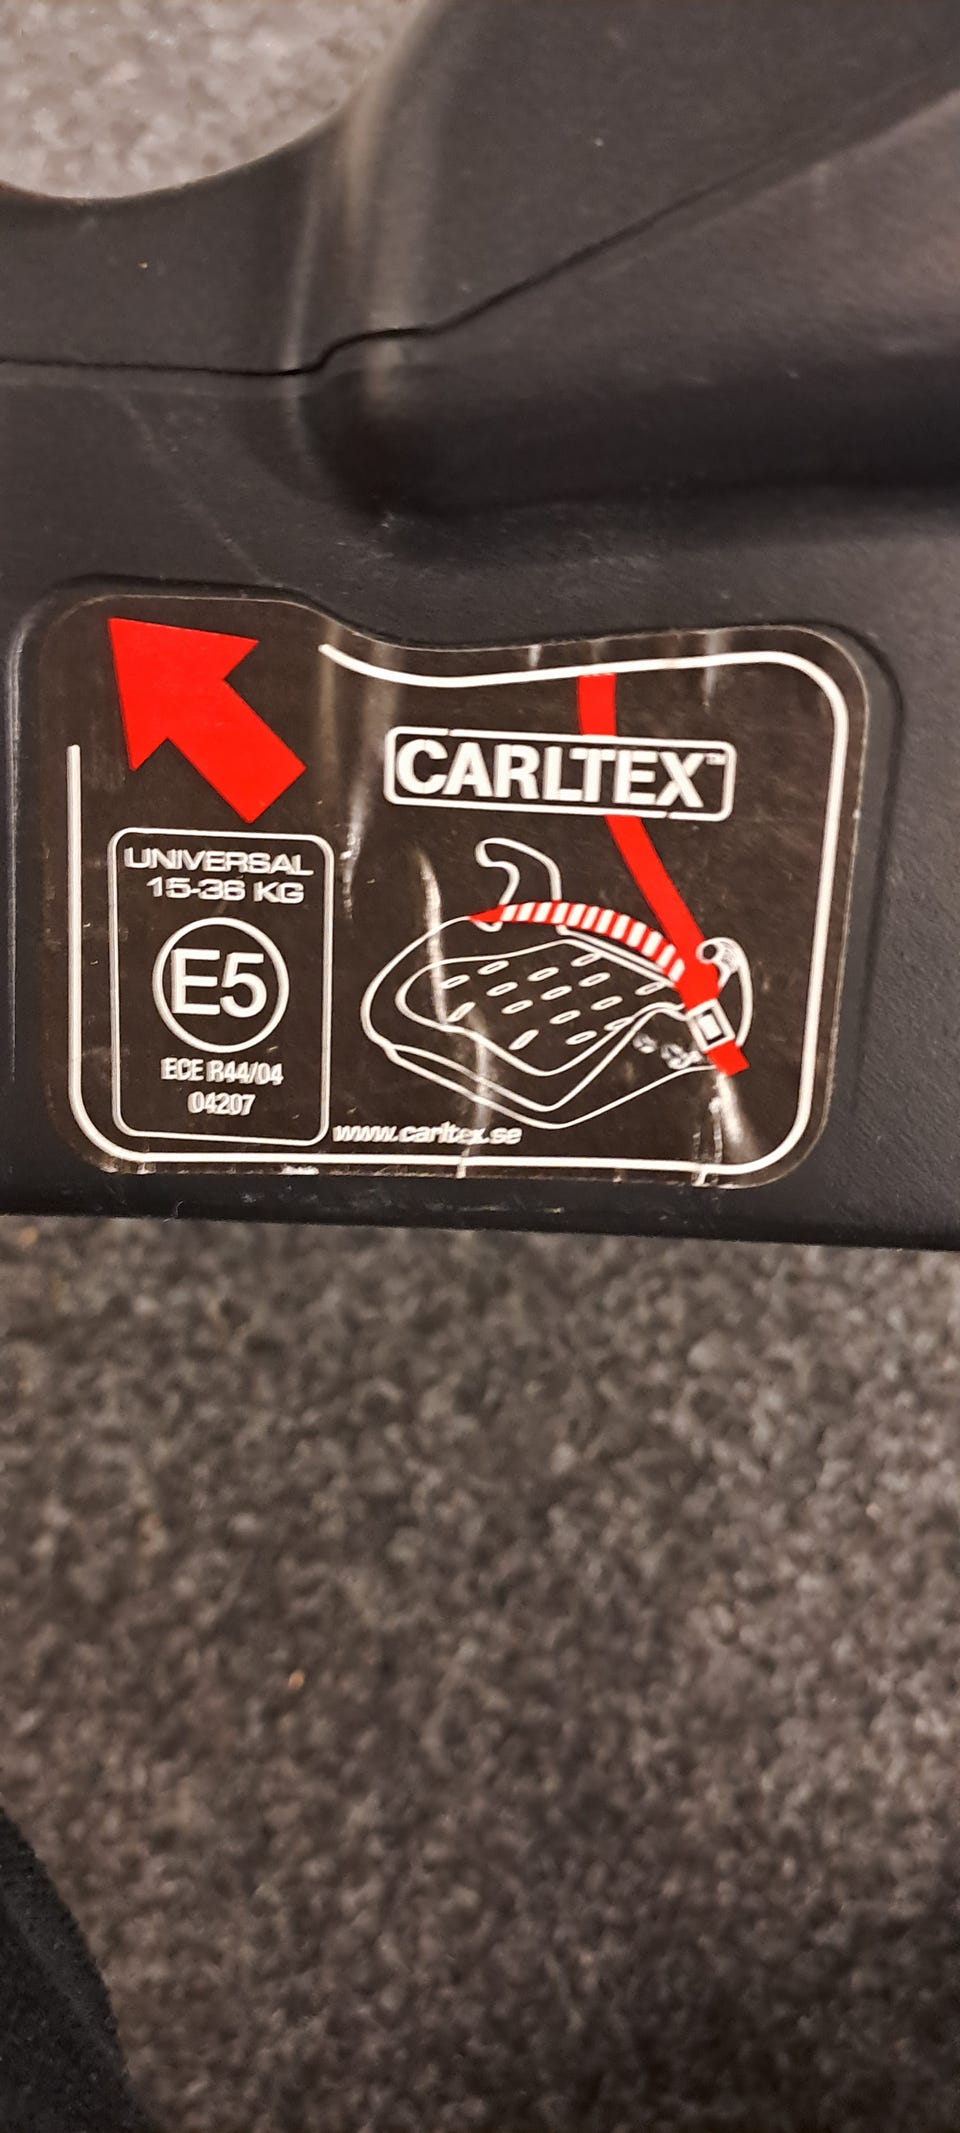 CARLTEX™
UNIVERSAL
15-36 KG
E5
ECE R44/04
04207
www.carltex.se